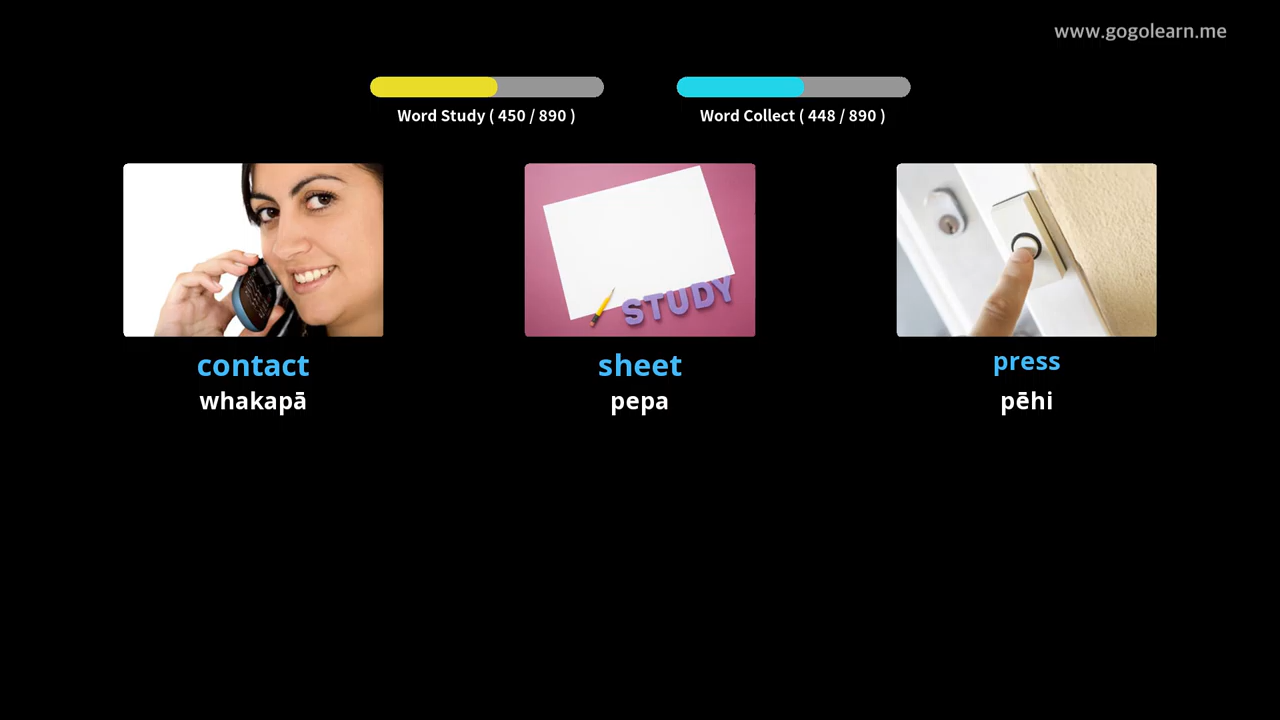 www.gogolearn.me
Word Study ( 450 / 890 )
Word Collect ( 448 / 890 )
STUDY
contact
sheet
press
whakapā
pepa
pēhi